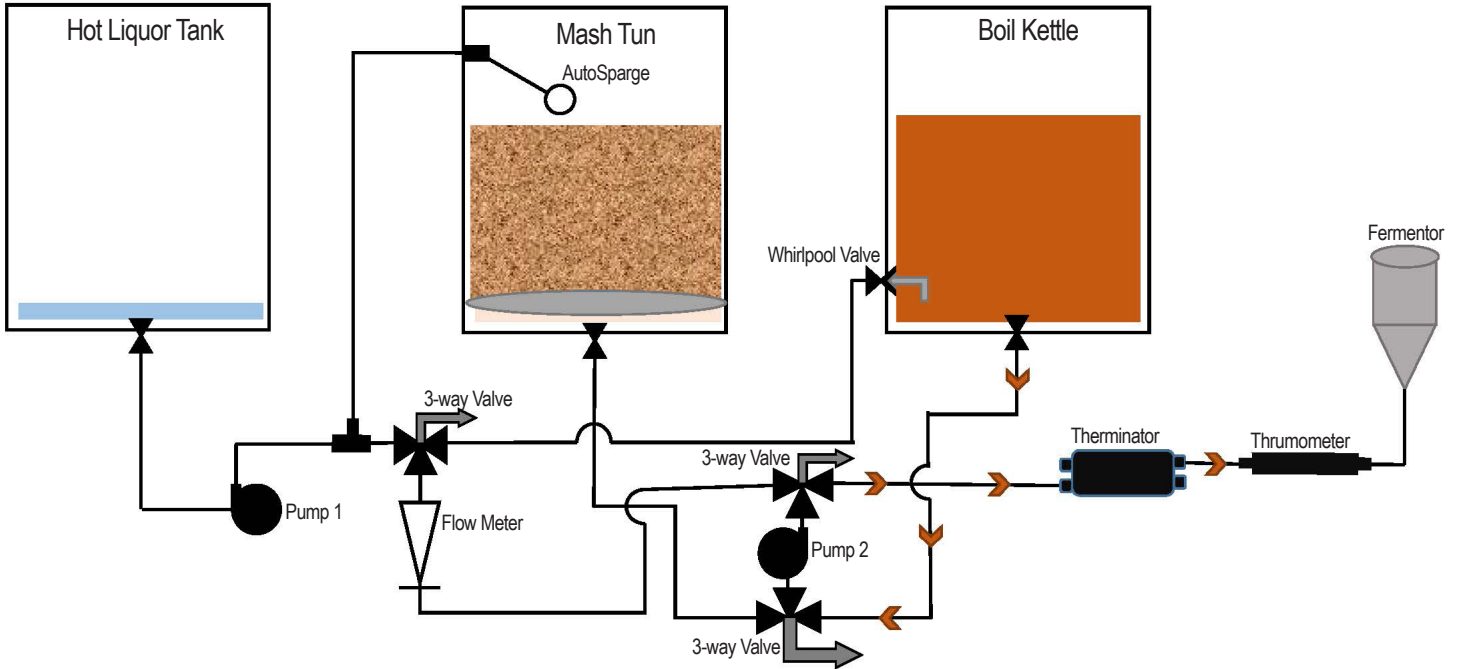 Hot Liquor Tank
Mash Tun
Boil Kettle
AutoSparge
Whirlpool Valve
Fermentor
3-way Valve
Therminator
Thrumometer
3-way Valve
Pump 1
Flow Meter
Pump 2
3-way Valve